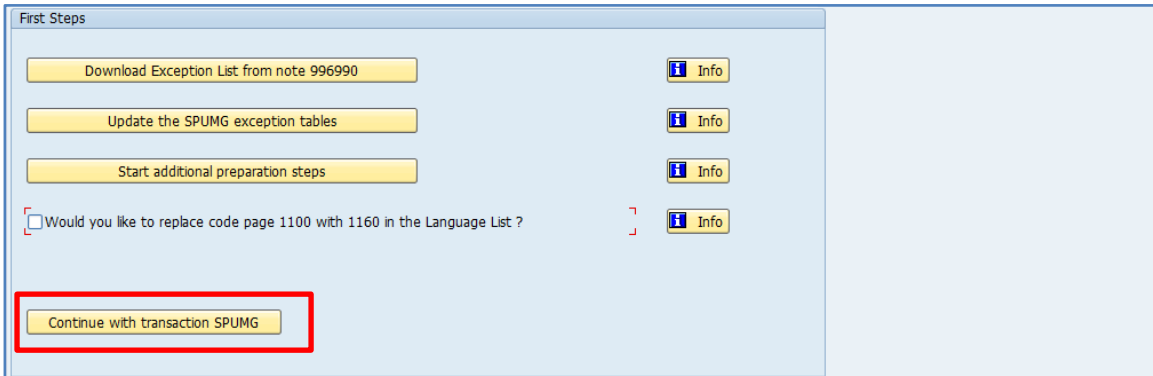 First Steps
Download Exception List from note 996990
i Info
Update the SPUMG exception tables
i Info
Start additional preparation steps
i Info
Would you like to replace code page 1100 with 1160 in the Language List ?
i Info
Continue with transaction SPUMG